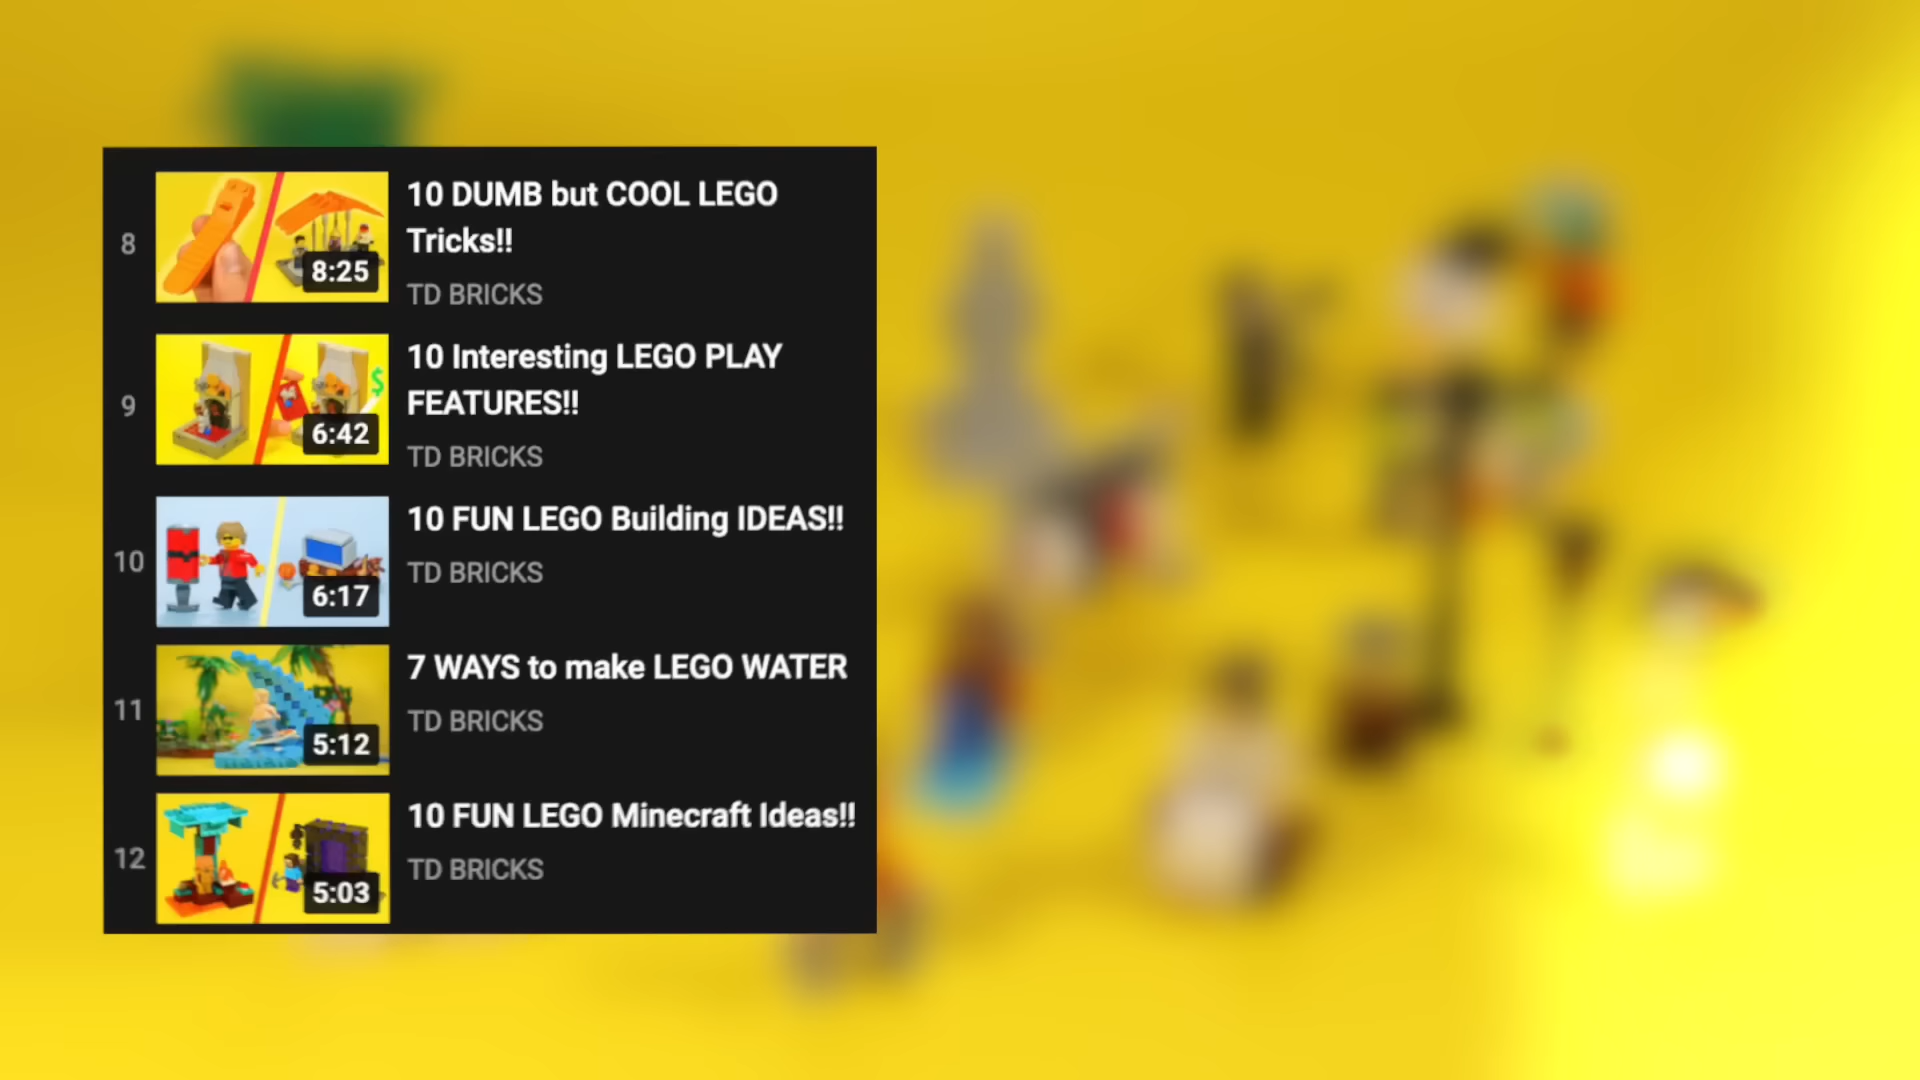 8
10 DUMB but COOL LEGO
Tricks!!
8:25
TD BRICKS
9
10 Interesting LEGO PLAY
FEATURES!!
6:42
TD BRICKS
10
10 FUN LEGO Building IDEAS!!
6:17
TD BRICKS
11
7 WAYS to make LEGO WATER
5:12
TD BRICKS
12
10 FUN LEGO Minecraft Ideas!!
5:03
TD BRICKS